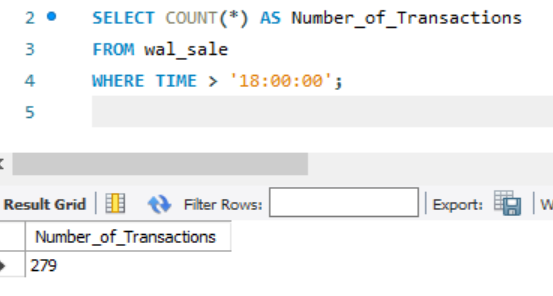 2 SELECT COUNT(*) AS Number_of_Transactions
3 FROM wal_sale
4 WHERE TIME > '18:00:00';
5
Result Grid Filter Rows: Export: W
Number_of_Transactions
279